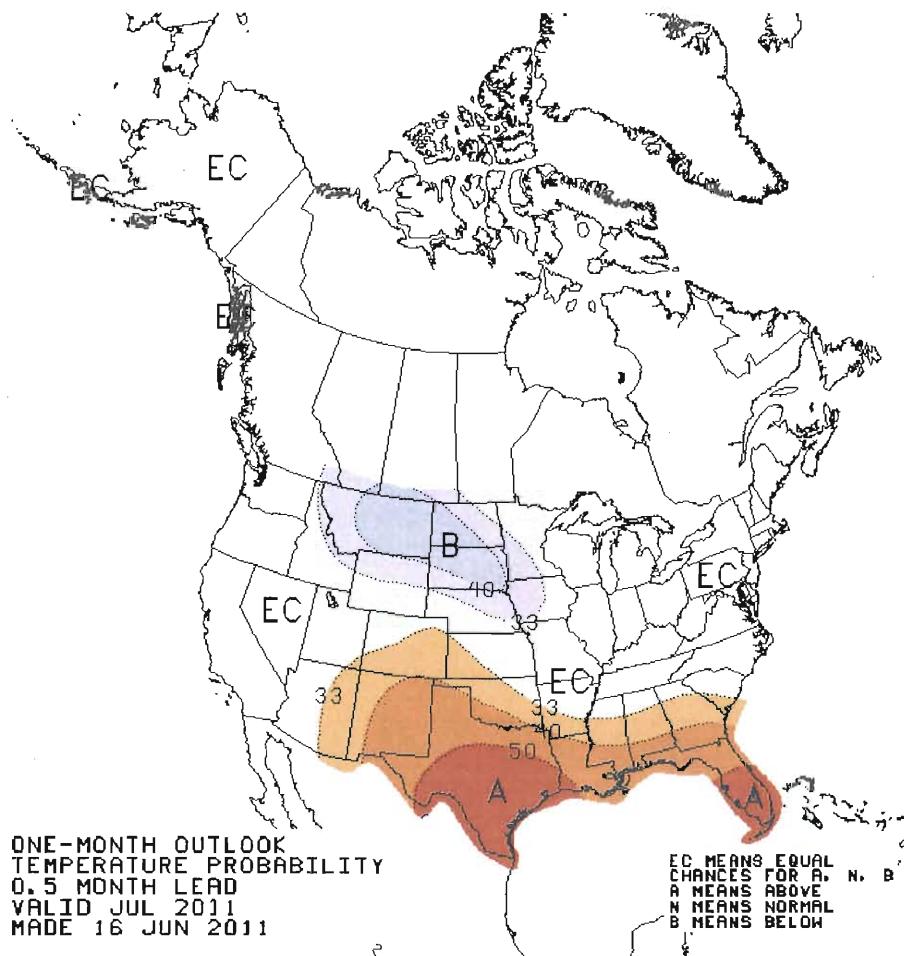 EC
EC
B
EC
40
33
EC
EC
33
33
40
50
A
A
ONE-MONTH OUTLOOK
TEMPERATURE PROBABILITY
0.5 MONTH LEAD
VALID JUL 2011
MADE 16 JUN 2011
EC MEANS EQUAL
CHANCES FOR A, N, B
A MEANS ABOVE
N MEANS NORMAL
B MEANS BELOW